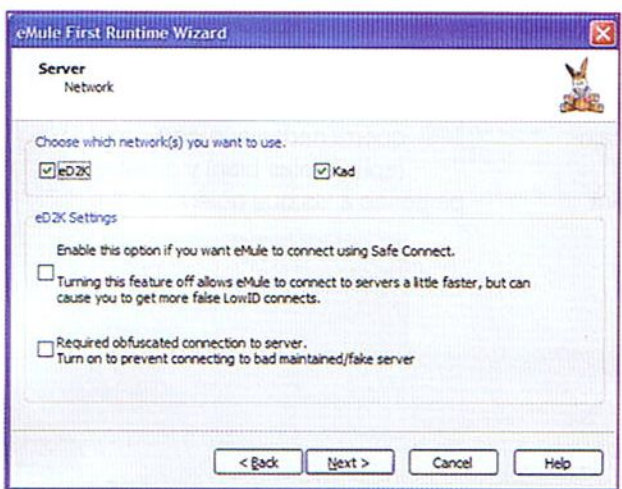 eMule First Runtime Wizard
Server
Network
Choose which network(s) you want to use.
eD2K
Kad
eD2K Settings
Enable this option if you want eMule to connect using Safe Connect.
Turning this feature off allows eMule to connect to servers a little faster, but can
cause you to get more false LowID connects.
Required obfuscated connection to server.
Turn on to prevent connecting to bad maintained/fake server
< Back
Next >
Cancel
Help